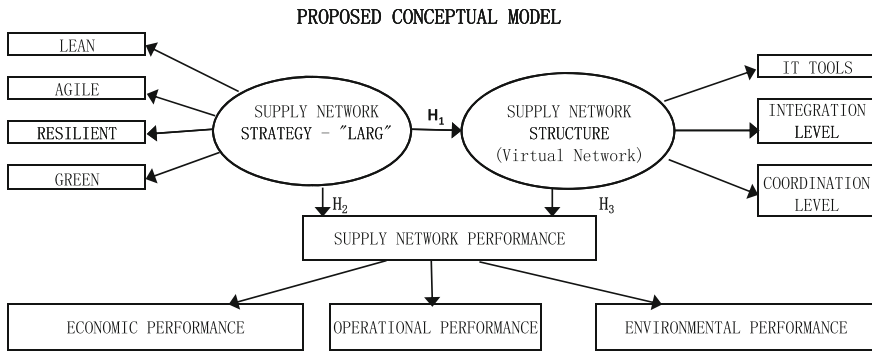 PROPOSED CONCEPTUAL MODEL
LEAN
AGILE
RESILIENT
GREEN
SUPPLY NETWORK
STRATEGY - "LARG"
H₁
SUPPLY NETWORK
STRUCTURE
(Virtual Network)
IT TOOLS
INTEGRATION
LEVEL
COORDINATION
LEVEL
H₂
H₃
SUPPLY NETWORK PERFORMANCE
ECONOMIC PERFORMANCE
OPERATIONAL PERFORMANCE
ENVIRONMENTAL PERFORMANCE